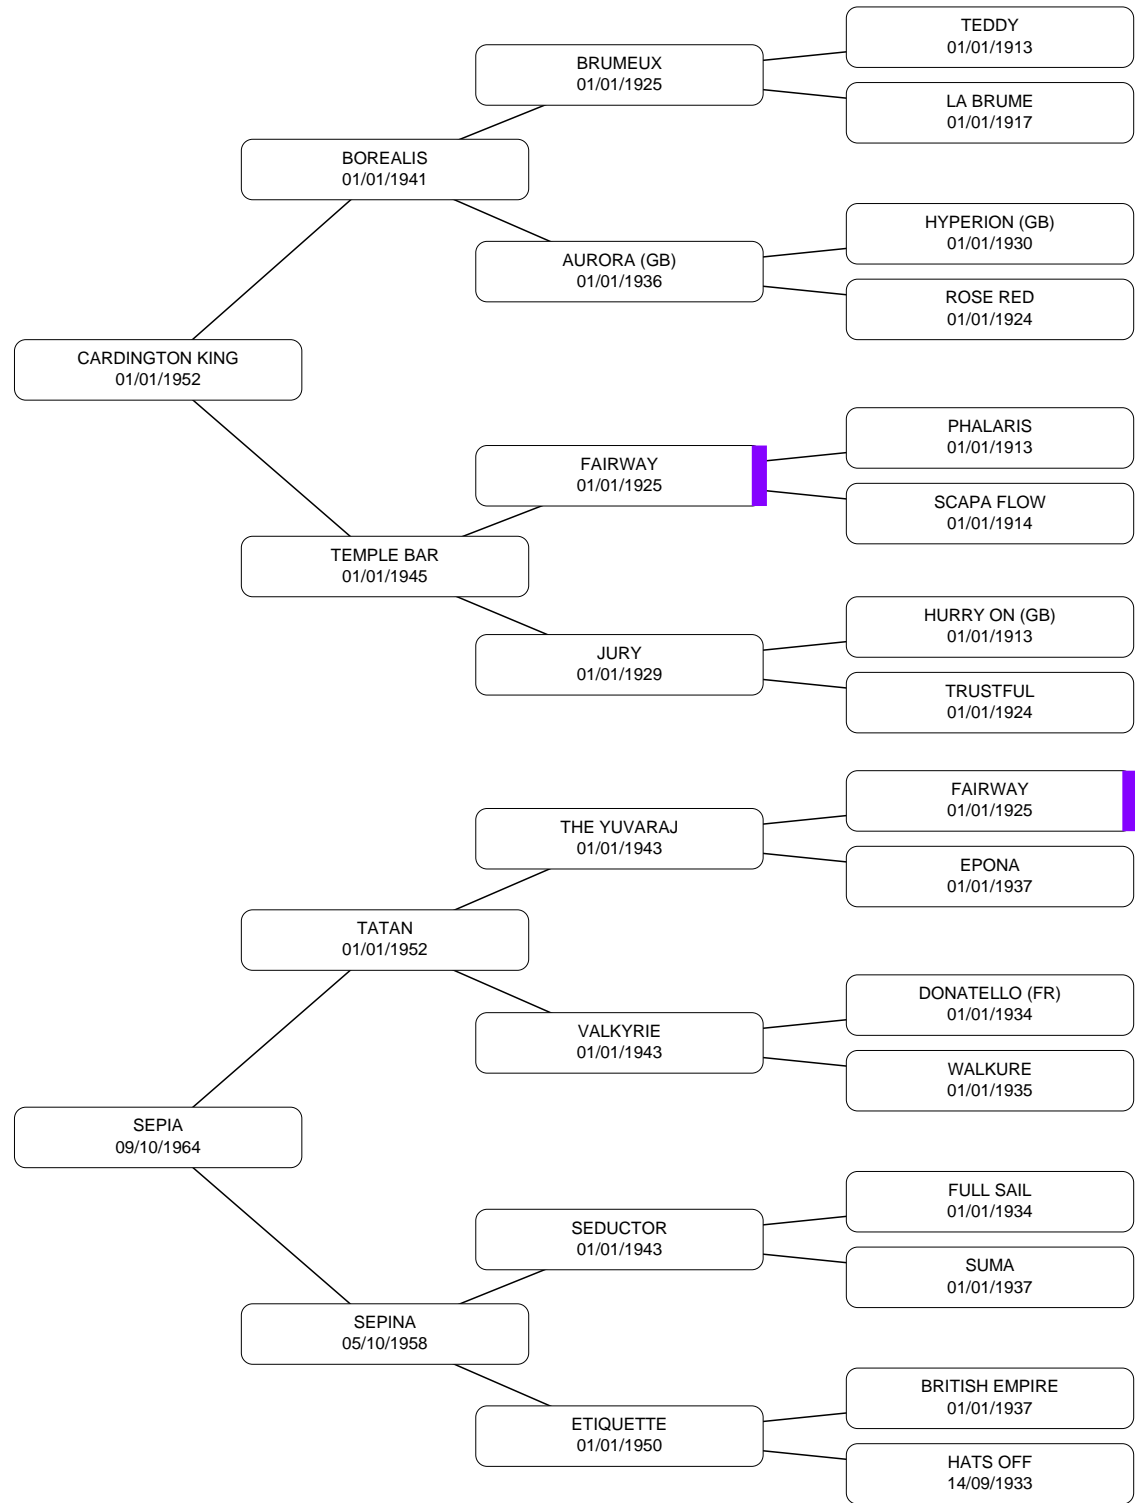 TEDDY
01/01/1913
BRUMEUX
01/01/1925
LA BRUME
01/01/1917
BOREALIS
01/01/1941
HYPERION (GB)
01/01/1930
AURORA (GB)
01/01/1936
ROSE RED
01/01/1924
CARDINGTON KING
01/01/1952
PHALARIS
01/01/1913
FAIRWAY
01/01/1925
SCAPA FLOW
01/01/1914
TEMPLE BAR
01/01/1945
HURRY ON (GB)
01/01/1913
JURY
01/01/1929
TRUSTFUL
01/01/1924
FAIRWAY
01/01/1925
THE YUVARAJ
01/01/1943
EPONA
01/01/1937
TATAN
01/01/1952
DONATELLO (FR)
01/01/1934
VALKYRIE
01/01/1943
WALKURE
01/01/1935
SEPIA
09/10/1964
FULL SAIL
01/01/1934
SEDUCTOR
01/01/1943
SUMA
01/01/1937
SEPINA
05/10/1958
BRITISH EMPIRE
01/01/1937
ETIQUETTE
01/01/1950
HATS OFF
14/09/1933